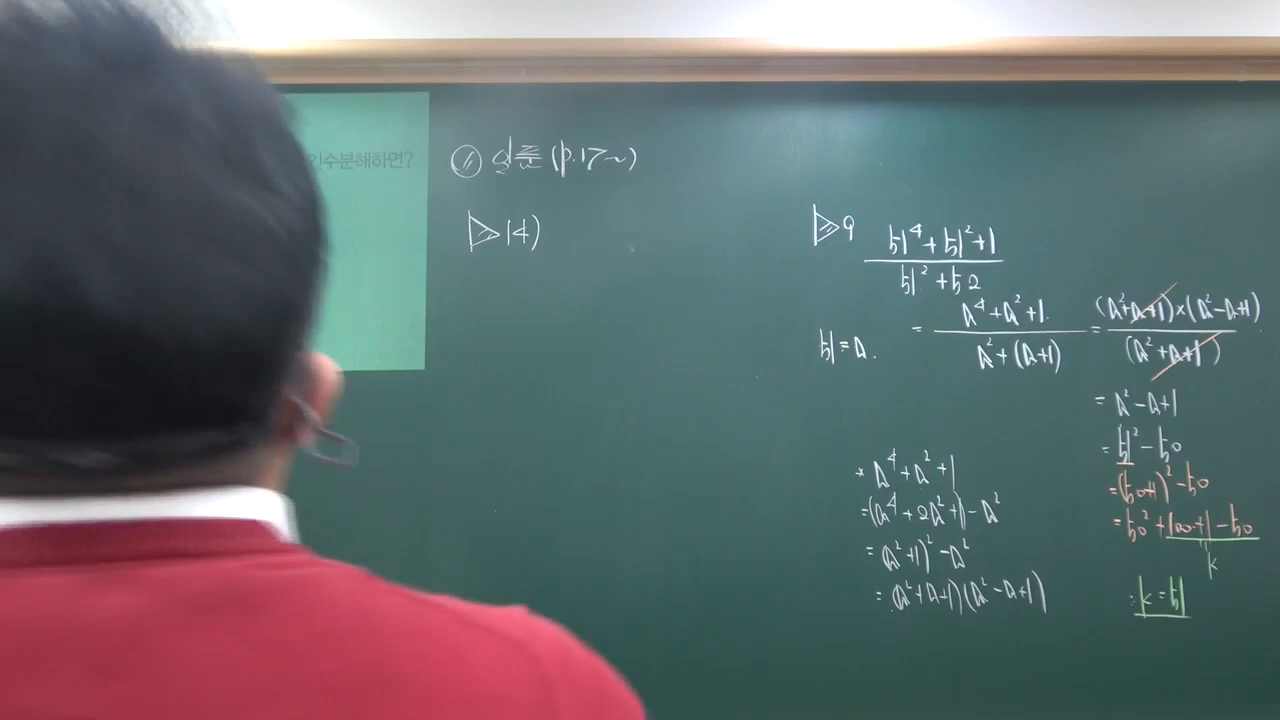 인수분해하면?
① 일준 (p.17~)
▷14)
▷9
51⁴+51²+1
51²+52
51=a.
= a⁴+a²+1 / a²+(a+1) = (a²+a+1)×(a²-a+1) / (a²+a+1)
= a²-a+1
= 51²-50
=(50+1)²-50
= 50²+100+1-50
k
∴ k=51
* a⁴+a²+1
=(a⁴+2a²+1)-a²
=(a²+1)²-a²
=(a²+a+1)(a²-a+1)